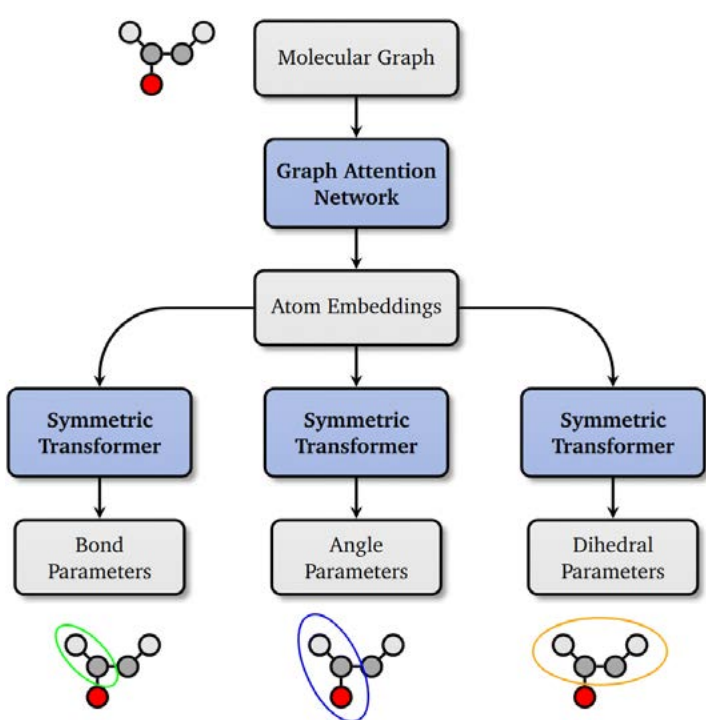 Molecular Graph
Graph Attention
Network
Atom Embeddings
Symmetric
Transformer
Symmetric
Transformer
Symmetric
Transformer
Bond
Parameters
Angle
Parameters
Dihedral
Parameters